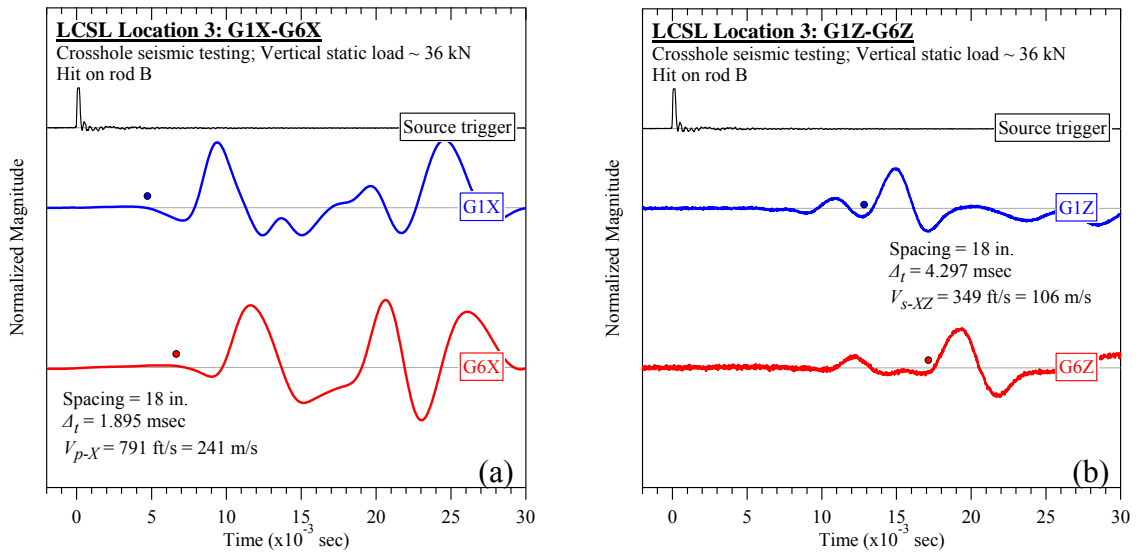 LCSL Location 3: G1X-G6X
Crosshole seismic testing; Vertical static load ~ 36 kN
Hit on rod B
Source trigger
G1X
G6X
Spacing = 18 in.
Δt = 1.895 msec
Vp-X = 791 ft/s = 241 m/s
(a)
Normalized Magnitude
0 5 10 15 20 25 30
Time (x10⁻³ sec)
LCSL Location 3: G1Z-G6Z
Crosshole seismic testing; Vertical static load ~ 36 kN
Hit on rod B
Source trigger
G1Z
Spacing = 18 in.
Δt = 4.297 msec
Vs-XZ = 349 ft/s = 106 m/s
G6Z
(b)
Normalized Magnitude
0 5 10 15 20 25 30
Time (x10⁻³ sec)